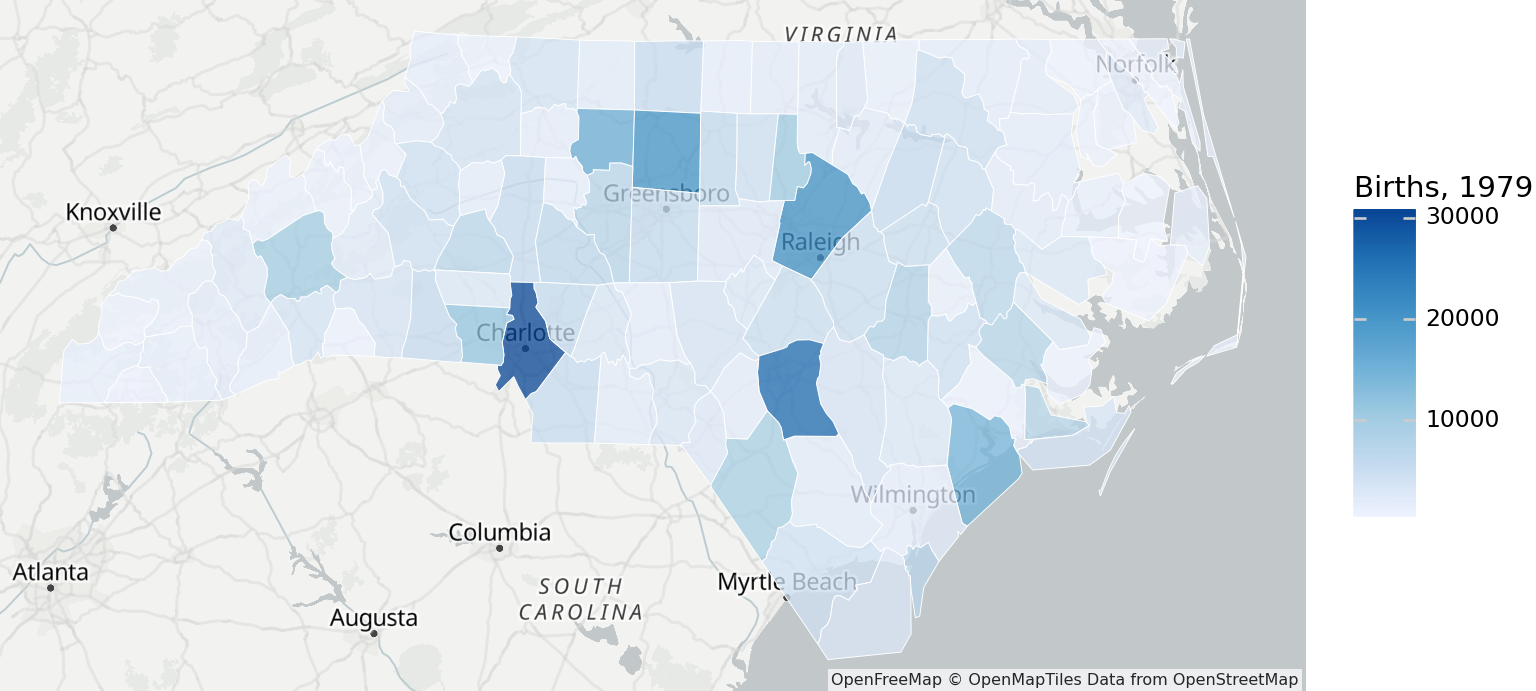 VIRGINIA
Norfolk
Knoxville
Greensboro
Raleigh
Charlotte
Wilmington
Columbia
Atlanta
Myrtle Beach
SOUTH
CAROLINA
Augusta
OpenFreeMap © OpenMapTiles Data from OpenStreetMap
Births, 1979
30000
20000
10000